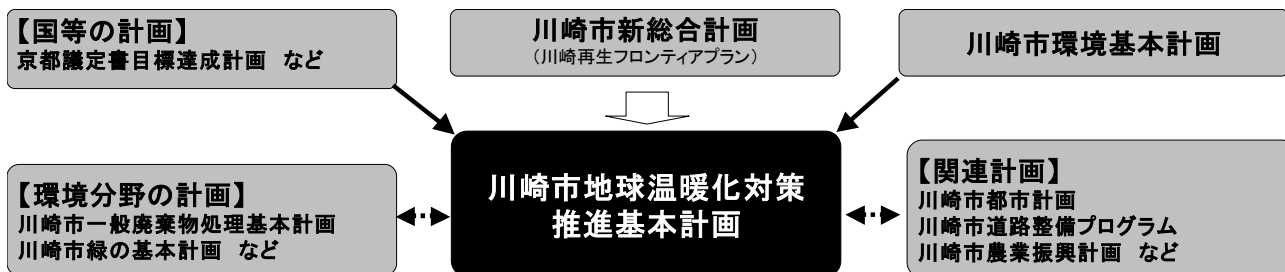 【国等の計画】
京都議定書目標達成計画　など
川崎市新総合計画
（川崎再生フロンティアプラン）
川崎市環境基本計画
【環境分野の計画】
川崎市一般廃棄物処理基本計画
川崎市緑の基本計画　など
川崎市地球温暖化対策
推進基本計画
【関連計画】
川崎市都市計画
川崎市道路整備プログラム
川崎市農業振興計画　など